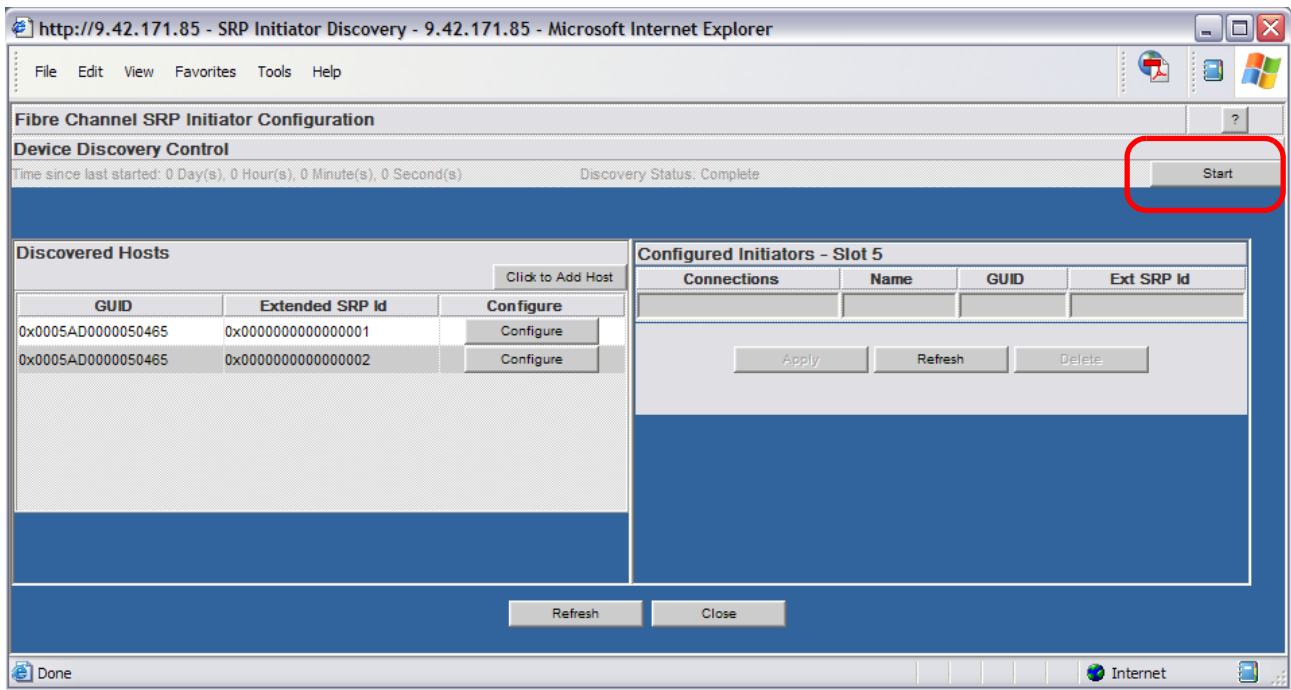 http://9.42.171.85 - SRP Initiator Discovery - 9.42.171.85 - Microsoft Internet Explorer
File Edit View Favorites Tools Help
Fibre Channel SRP Initiator Configuration ?
Device Discovery Control
Time since last started: 0 Day(s), 0 Hour(s), 0 Minute(s), 0 Second(s) Discovery Status: Complete Start
Discovered Hosts
Click to Add Host
GUID Extended SRP Id Configure
0x0005AD0000050465 0x0000000000000001 Configure
0x0005AD0000050465 0x0000000000000002 Configure
Configured Initiators - Slot 5
Connections Name GUID Ext SRP Id
Apply Refresh Delete
Refresh Close
Done Internet